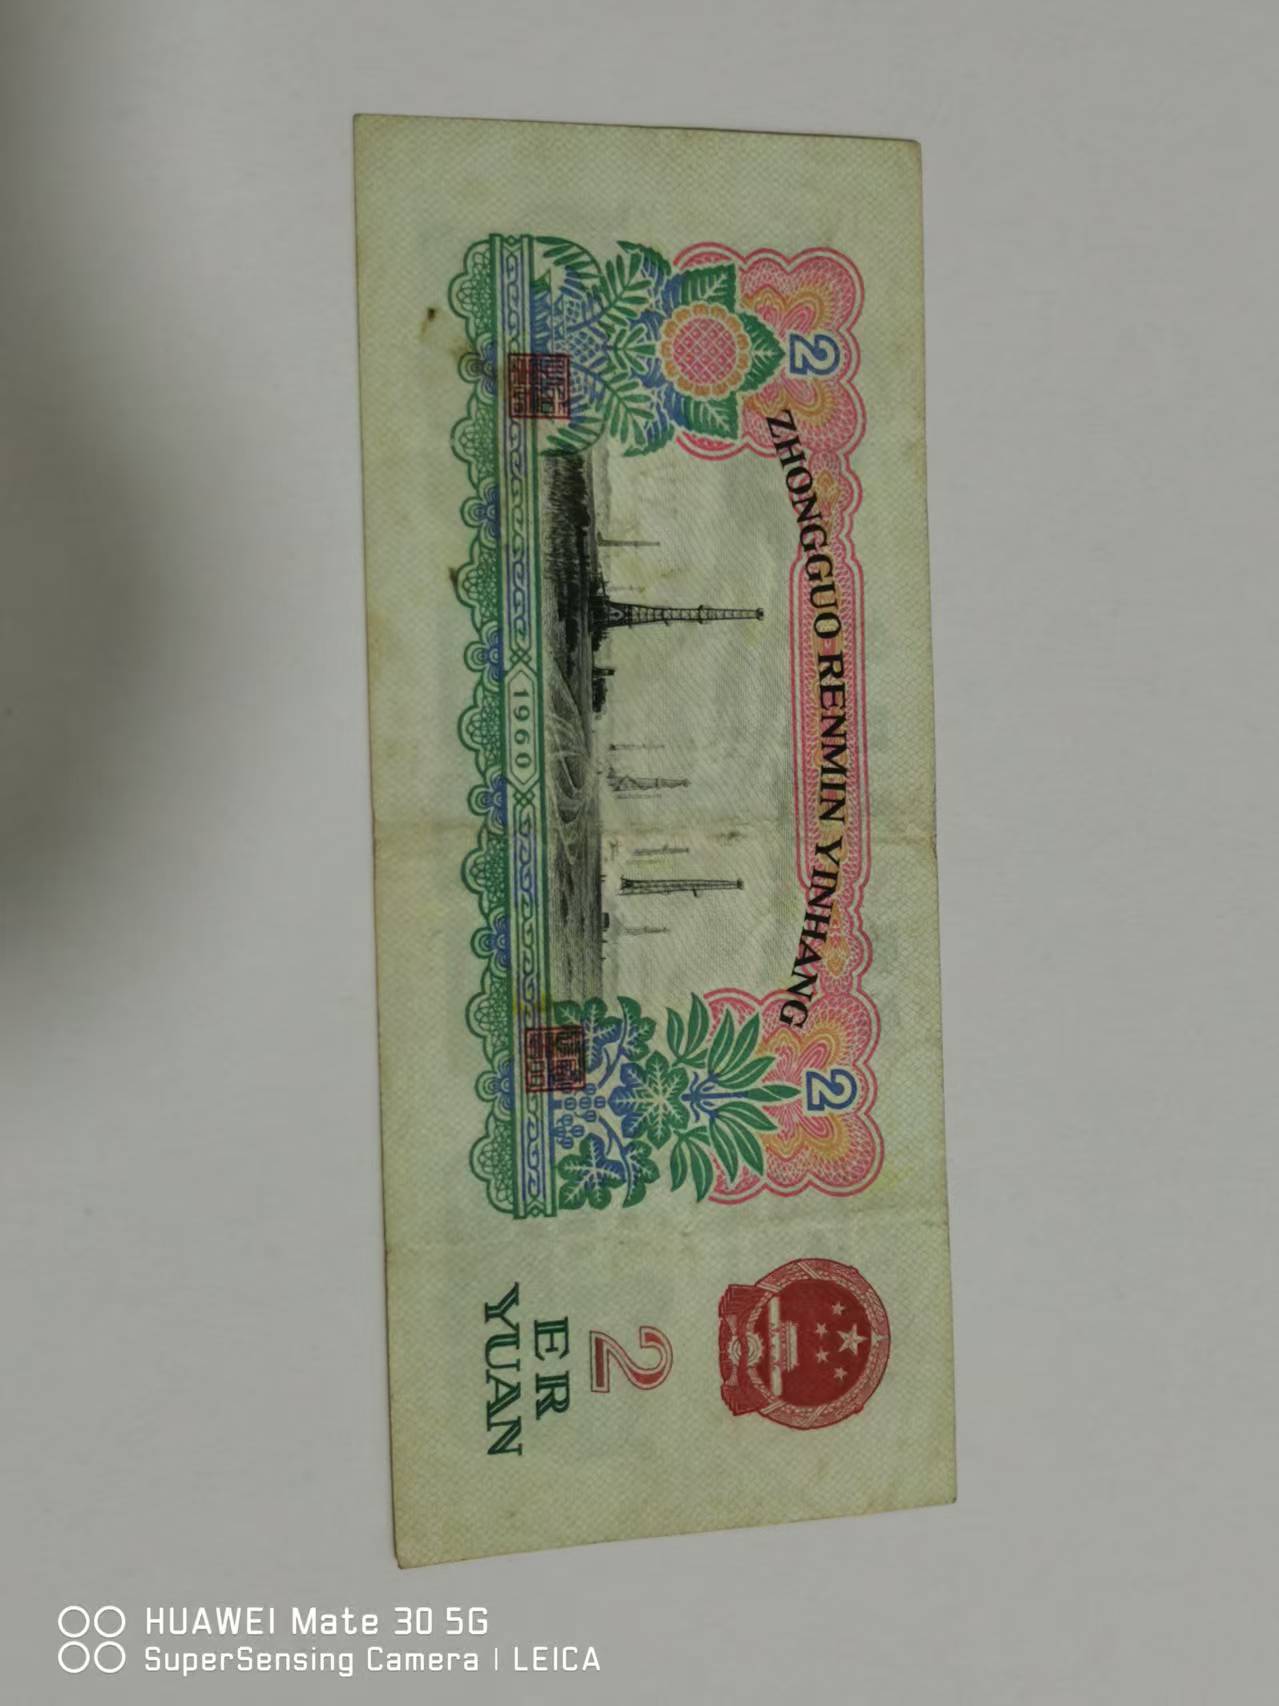 ZHONGGUO RENMIN YINHANG
2
2
1960
2
ER
YUAN
HUAWEI Mate 30 5G
SuperSensing Camera | LEICA